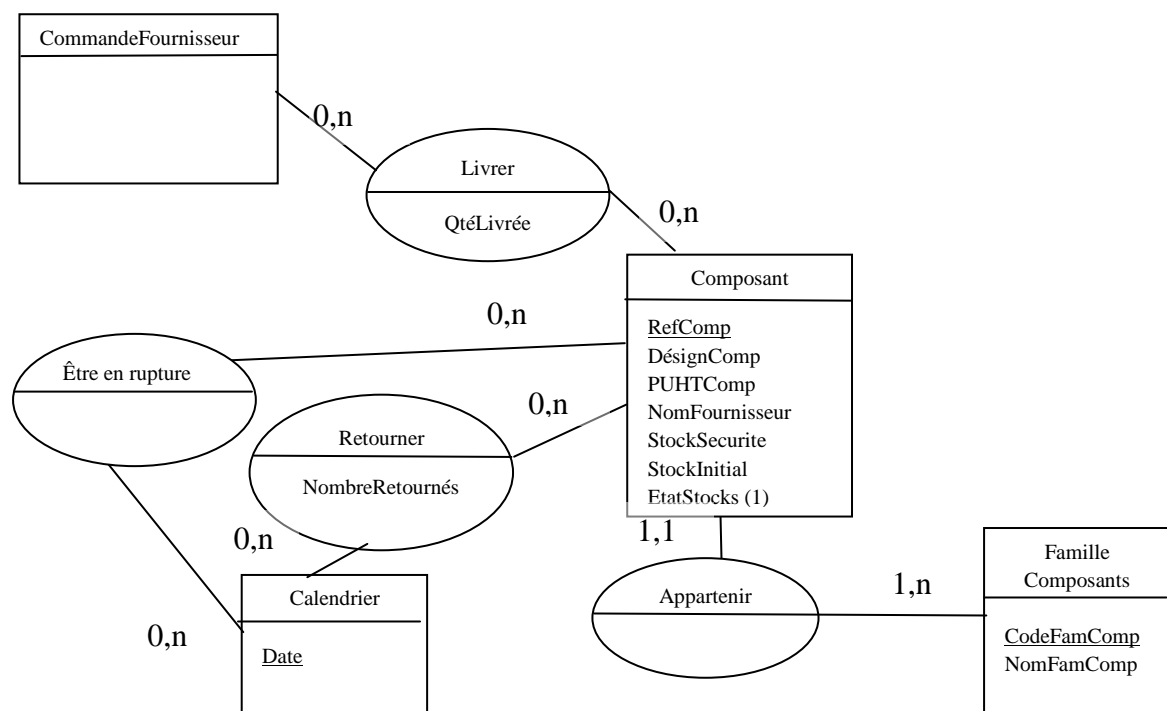 CommandeFournisseur
0,n
Livrer
QtéLivrée
0,n
Composant
RefComp
DésignComp
PUHTComp
NomFournisseur
StockSecurite
StockInitial
EtatStocks (1)
0,n
Être en rupture
0,n
Retourner
NombreRetournés
0,n
1,1
Famille
Composants
CodeFamComp
NomFamComp
Appartenir
1,n
Calendrier
Date
0,n